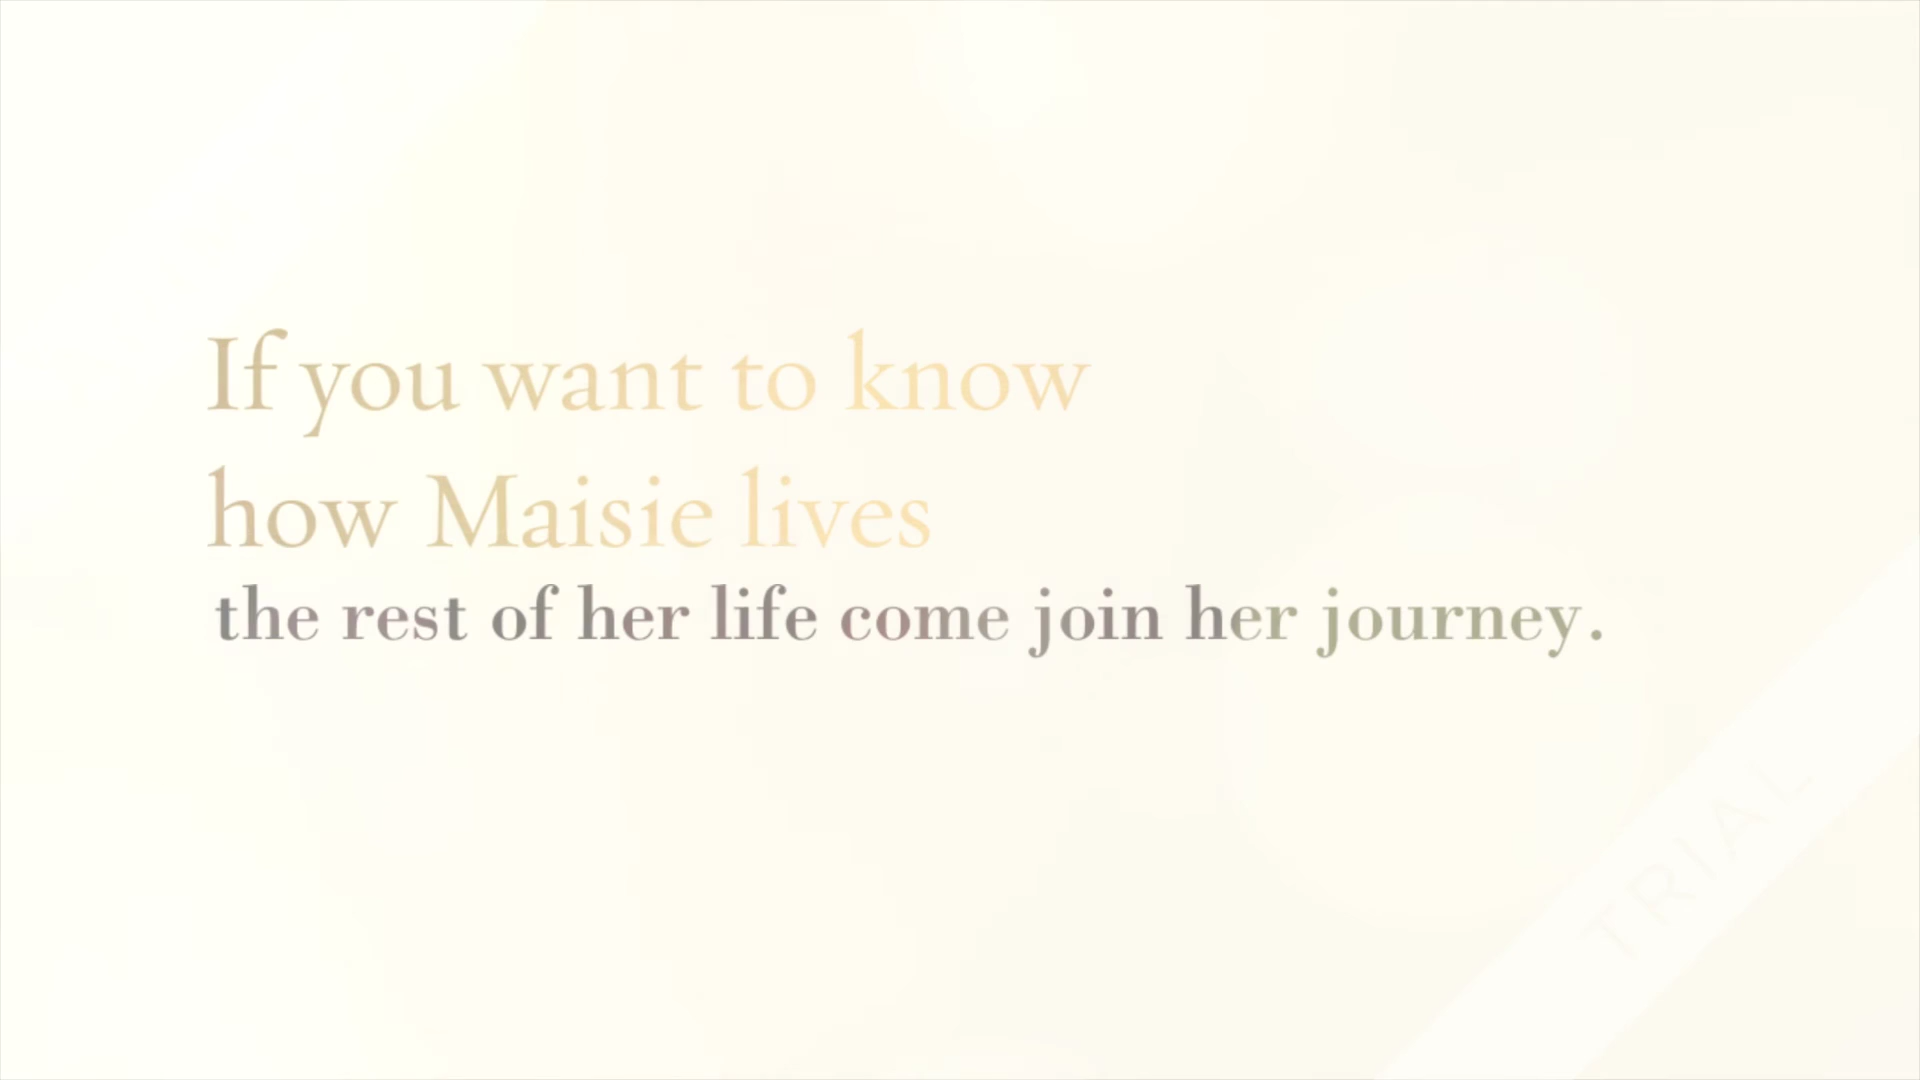 If you want to know
how Maisie lives
the rest of her life come join her journey.
TRIAL